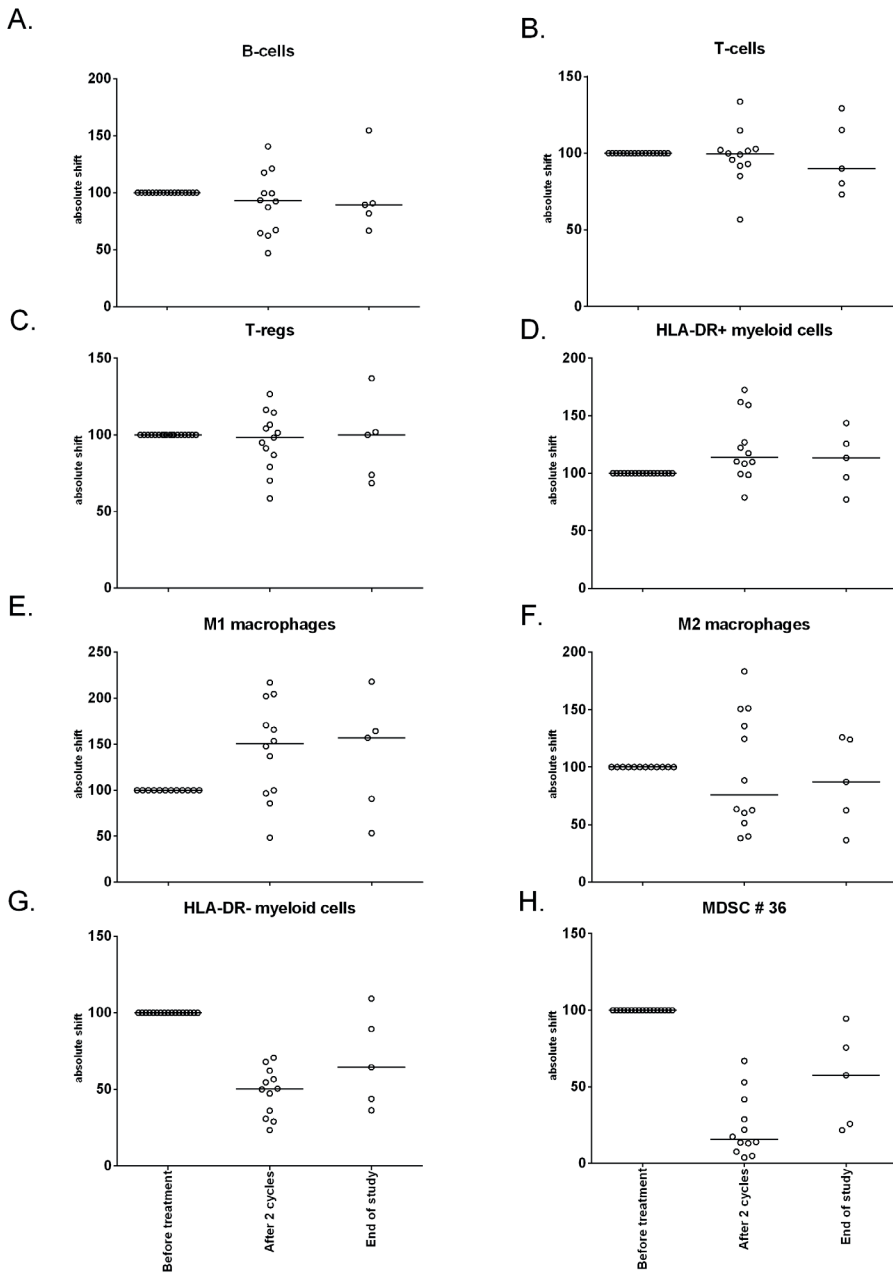 A.
B-cells
200
150
100
50
0
absolute shift
B.
T-cells
150
100
50
0
absolute shift
C.
T-regs
150
100
50
0
absolute shift
D.
HLA-DR+ myeloid cells
200
150
100
50
0
absolute shift
E.
M1 macrophages
250
200
150
100
50
0
absolute shift
F.
M2 macrophages
200
150
100
50
0
absolute shift
G.
HLA-DR- myeloid cells
150
100
50
0
absolute shift
Before treatment
After 2 cycles
End of study
H.
MDSC # 36
150
100
50
0
absolute shift
Before treatment
After 2 cycles
End of study